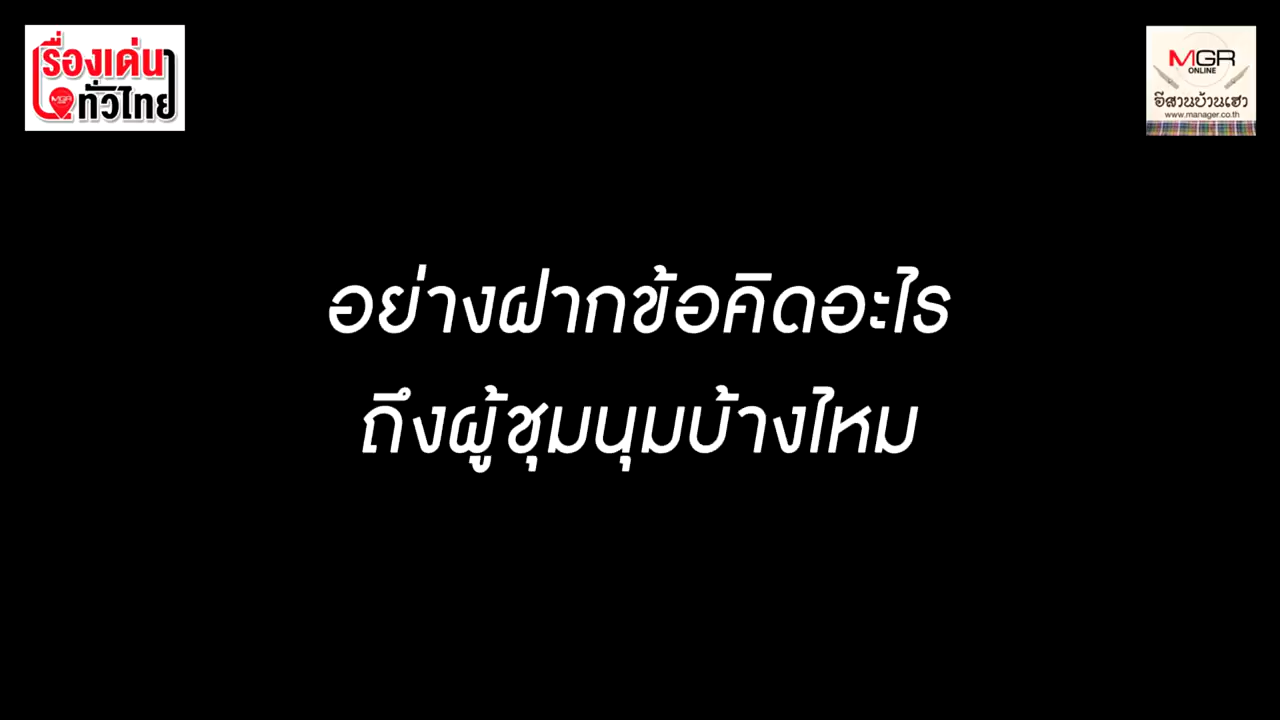 เรื่องเด่น
MGR
ทั่วไทย
MGR
ONLINE
อีสานบ้านเฮา
www.manager.co.th
อย่างฝากข้อคิดอะไร
ถึงผู้ชุมนุมบ้างไหม